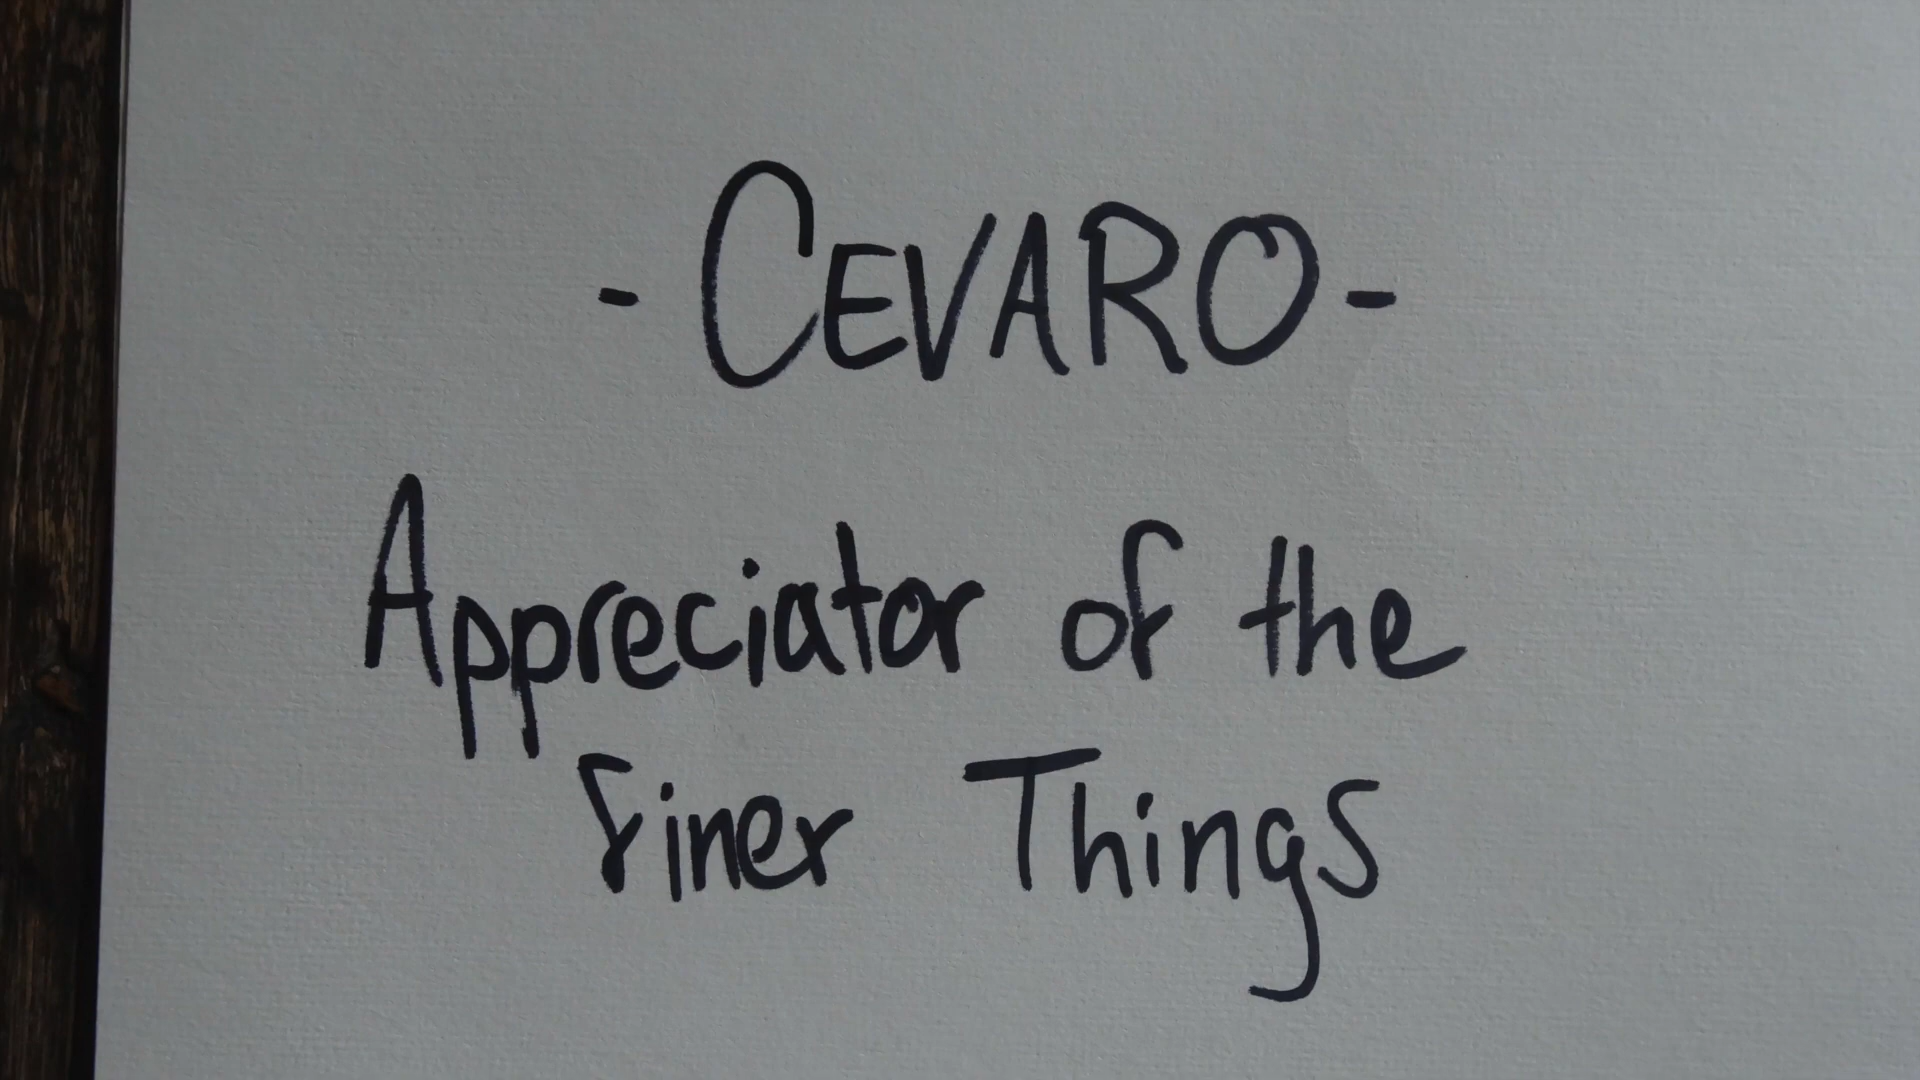 - CEVARO -
Appreciator of the
finer Things